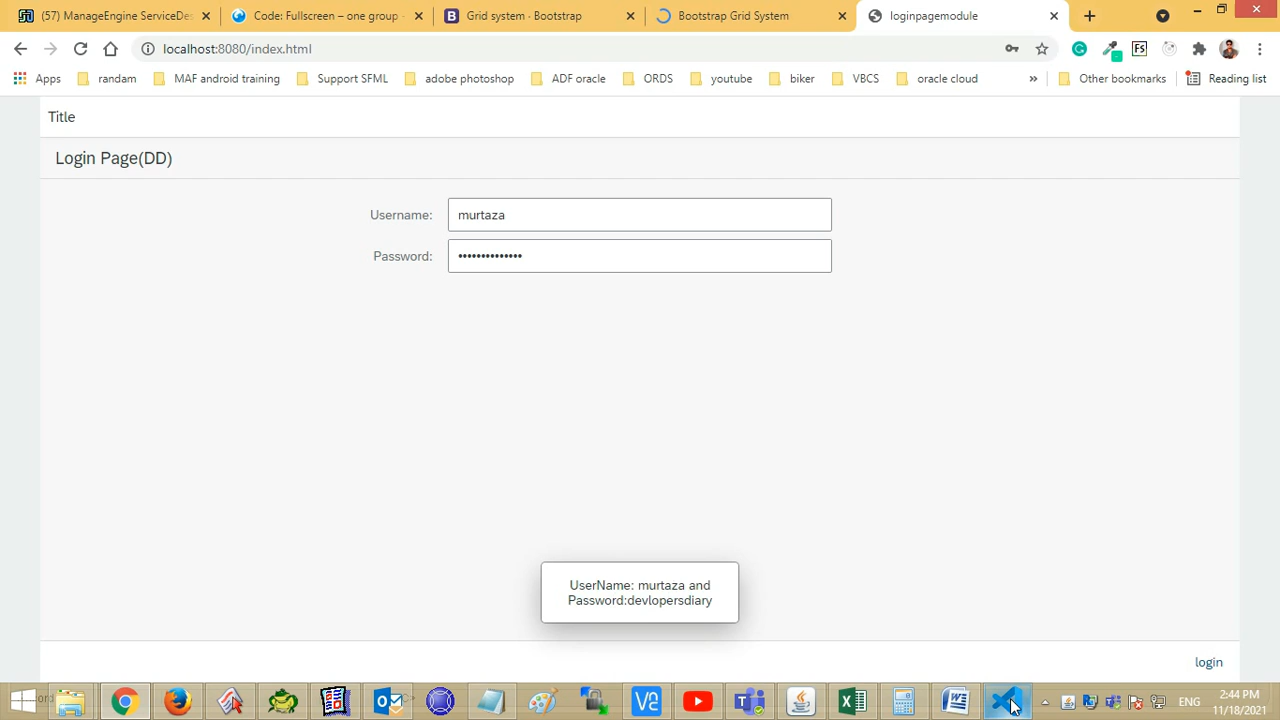 (57) ManageEngine ServiceDes
Code: Fullscreen – one group -
Grid system · Bootstrap
Bootstrap Grid System
loginpagemodule
localhost:8080/index.html
Apps
randam
MAF android training
Support SFML
adobe photoshop
ADF oracle
ORDS
youtube
biker
VBCS
oracle cloud
»
Other bookmarks
Reading list
Title
Login Page(DD)
Username:
murtaza
Password:
••••••••••••••
UserName: murtaza and
Password:devlopersdiary
login
ENG
2:44 PM
11/18/2021